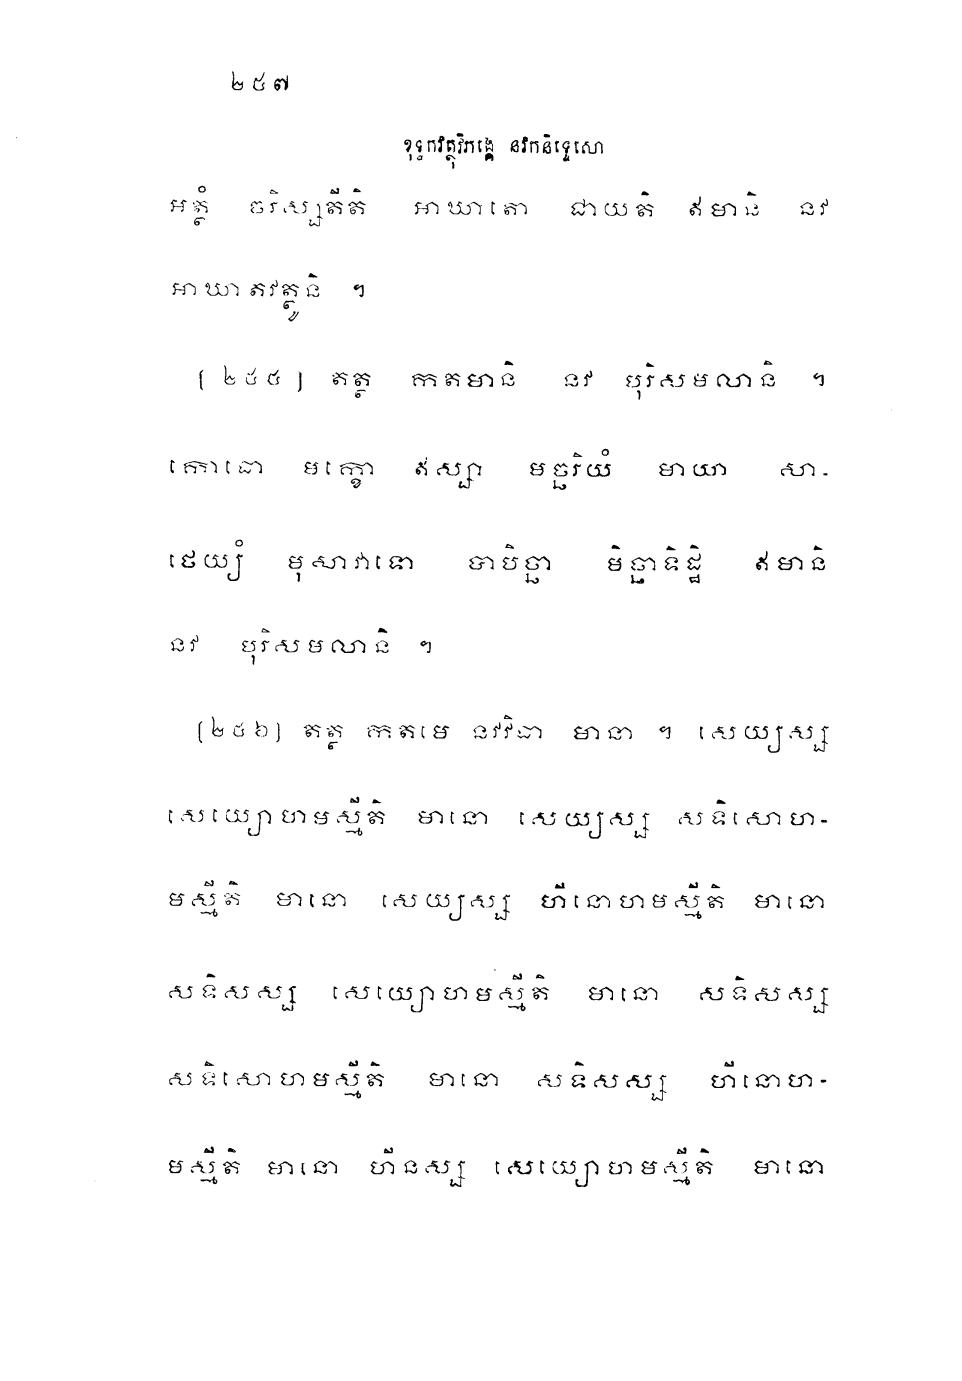 ២៥៧
ខុទ្ទកវត្ថុវិភង្គេ នវកនិទ្ទេសោ
អត្ថំ ចរិស្សតីតិ អាឃាតោ ជាយតិ ឥមានិ នវ
អាឃាតវត្ថូនិ ។
[២៥៥] តត្ថ កតមានិ នវ បុរិសមលានិ ។
កោធោ មក្ខោ ឥស្សា មច្ឆរិយំ មាយា សា-
ថេយ្យំ មុសាវាទោ បាបិច្ឆា មិច្ឆាទិដ្ឋិ ឥមានិ
នវ បុរិសមលានិ ។
[២៥៦] តត្ថ កតមេ នវវិធា មានា ។ សេយ្យស្ស
សេយ្យោហមស្មីតិ មានោ សេយ្យស្ស សទិសោហ-
មស្មីតិ មានោ សេយ្យស្ស ហីនោហមស្មីតិ មានោ
សទិសស្ស សេយ្យោហមស្មីតិ មានោ សទិសស្ស
សទិសោហមស្មីតិ មានោ សទិសស្ស ហីនោហ-
មស្មីតិ មានោ ហីនស្ស សេយ្យោហមស្មីតិ មានោ